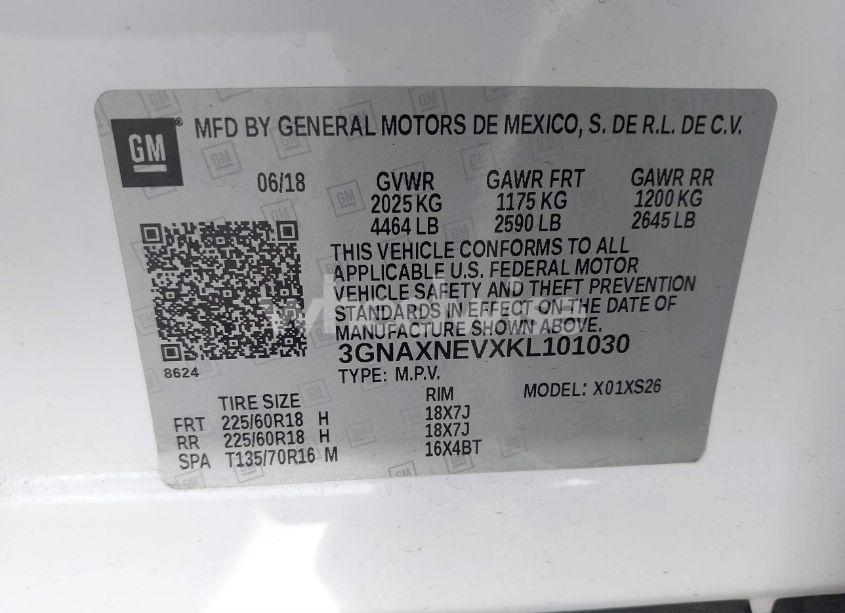 GM
MFD BY GENERAL MOTORS DE MEXICO, S. DE R.L. DE C.V.
06/18 GVWR GAWR FRT GAWR RR
2025 KG 1175 KG 1200 KG
4464 LB 2590 LB 2645 LB
THIS VEHICLE CONFORMS TO ALL
APPLICABLE U.S. FEDERAL MOTOR
VEHICLE SAFETY AND THEFT PREVENTION
STANDARDS IN EFFECT ON THE DATE OF
MANUFACTURE SHOWN ABOVE.
3GNAXNEVXKL101030
8624
TYPE: M.P.V. MODEL: X01XS26
TIRE SIZE RIM
FRT 225/60R18 H 18X7J
RR 225/60R18 H 18X7J
SPA T135/70R16 M 16X4BT